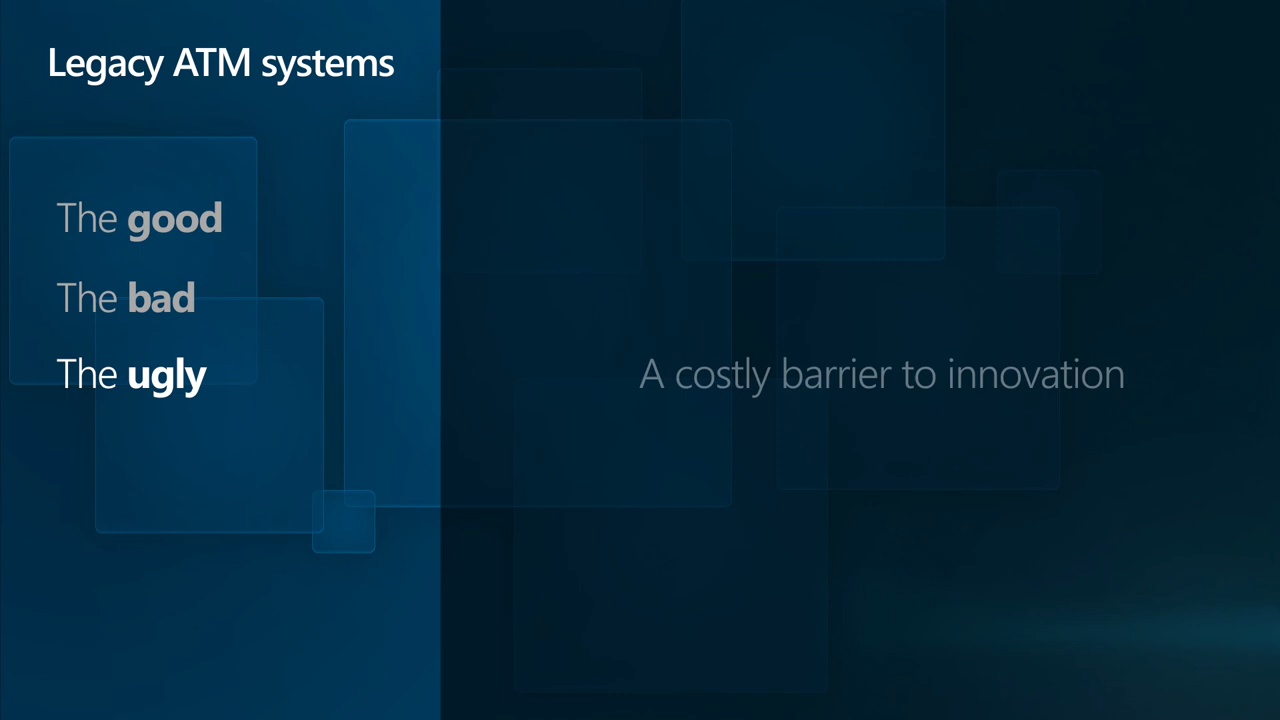 Legacy ATM systems
The good
The bad
The ugly
A costly barrier to innovation